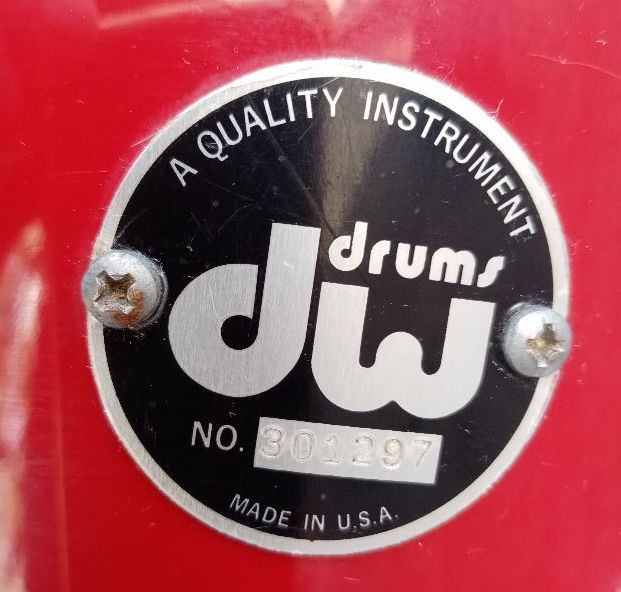 A QUALITY INSTRUMENT
drums
dw
NO. 301297
MADE IN U.S.A.